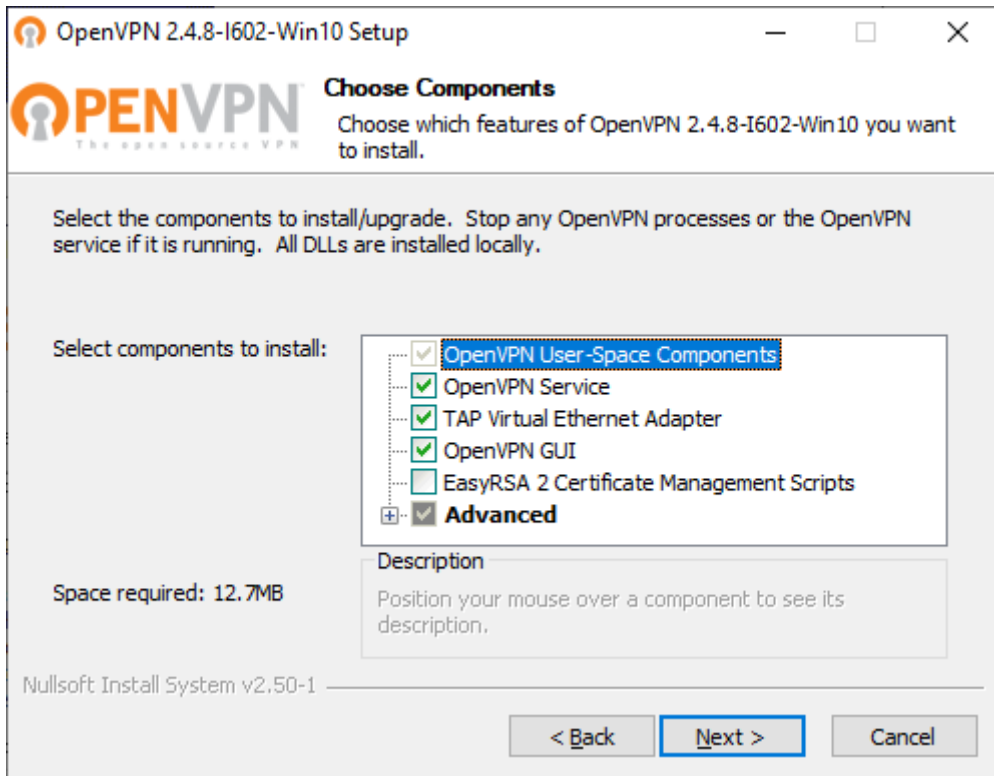 OpenVPN 2.4.8-I602-Win10 Setup
OPENVPN
The open source VPN
Choose Components
Choose which features of OpenVPN 2.4.8-I602-Win10 you want
to install.
Select the components to install/upgrade. Stop any OpenVPN processes or the OpenVPN
service if it is running. All DLLs are installed locally.
Select components to install:
OpenVPN User-Space Components
OpenVPN Service
TAP Virtual Ethernet Adapter
OpenVPN GUI
EasyRSA 2 Certificate Management Scripts
Advanced
Space required: 12.7MB
Description
Position your mouse over a component to see its
description.
Nullsoft Install System v2.50-1
< Back
Next >
Cancel